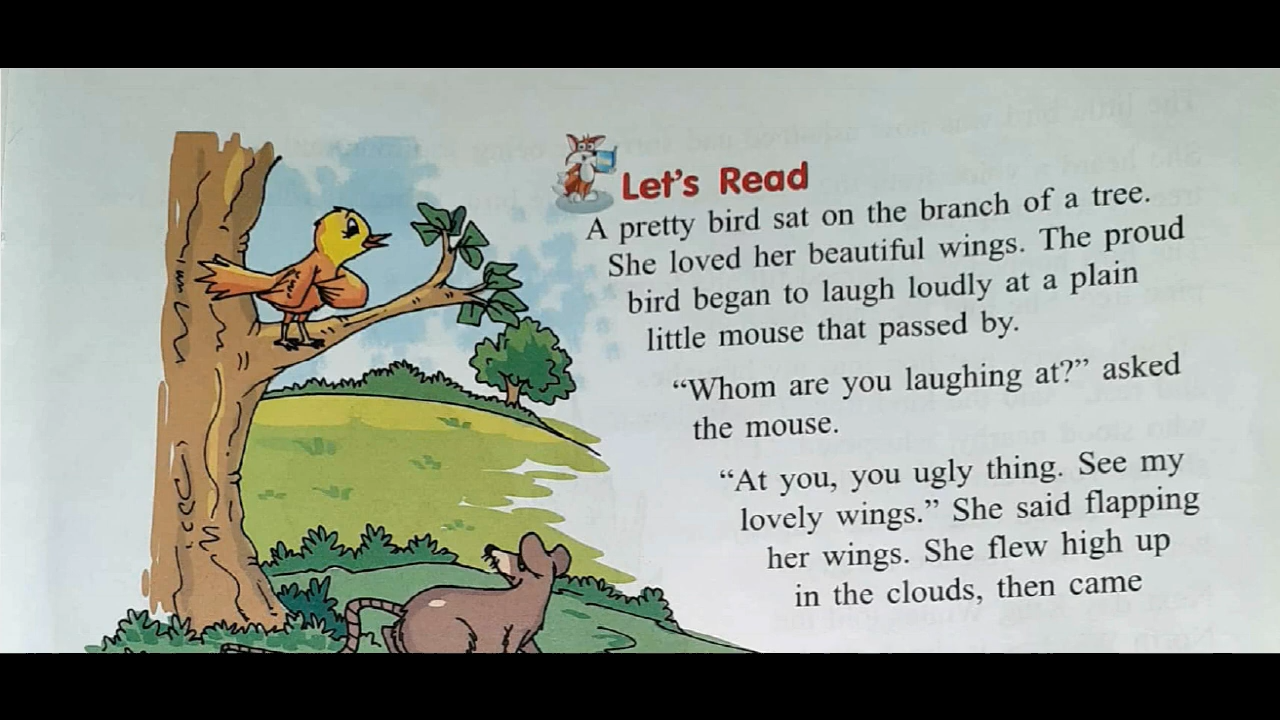 Let's Read
A pretty bird sat on the branch of a tree.
She loved her beautiful wings. The proud
bird began to laugh loudly at a plain
little mouse that passed by.
“Whom are you laughing at?” asked
the mouse.
“At you, you ugly thing. See my
lovely wings.” She said flapping
her wings. She flew high up
in the clouds, then came